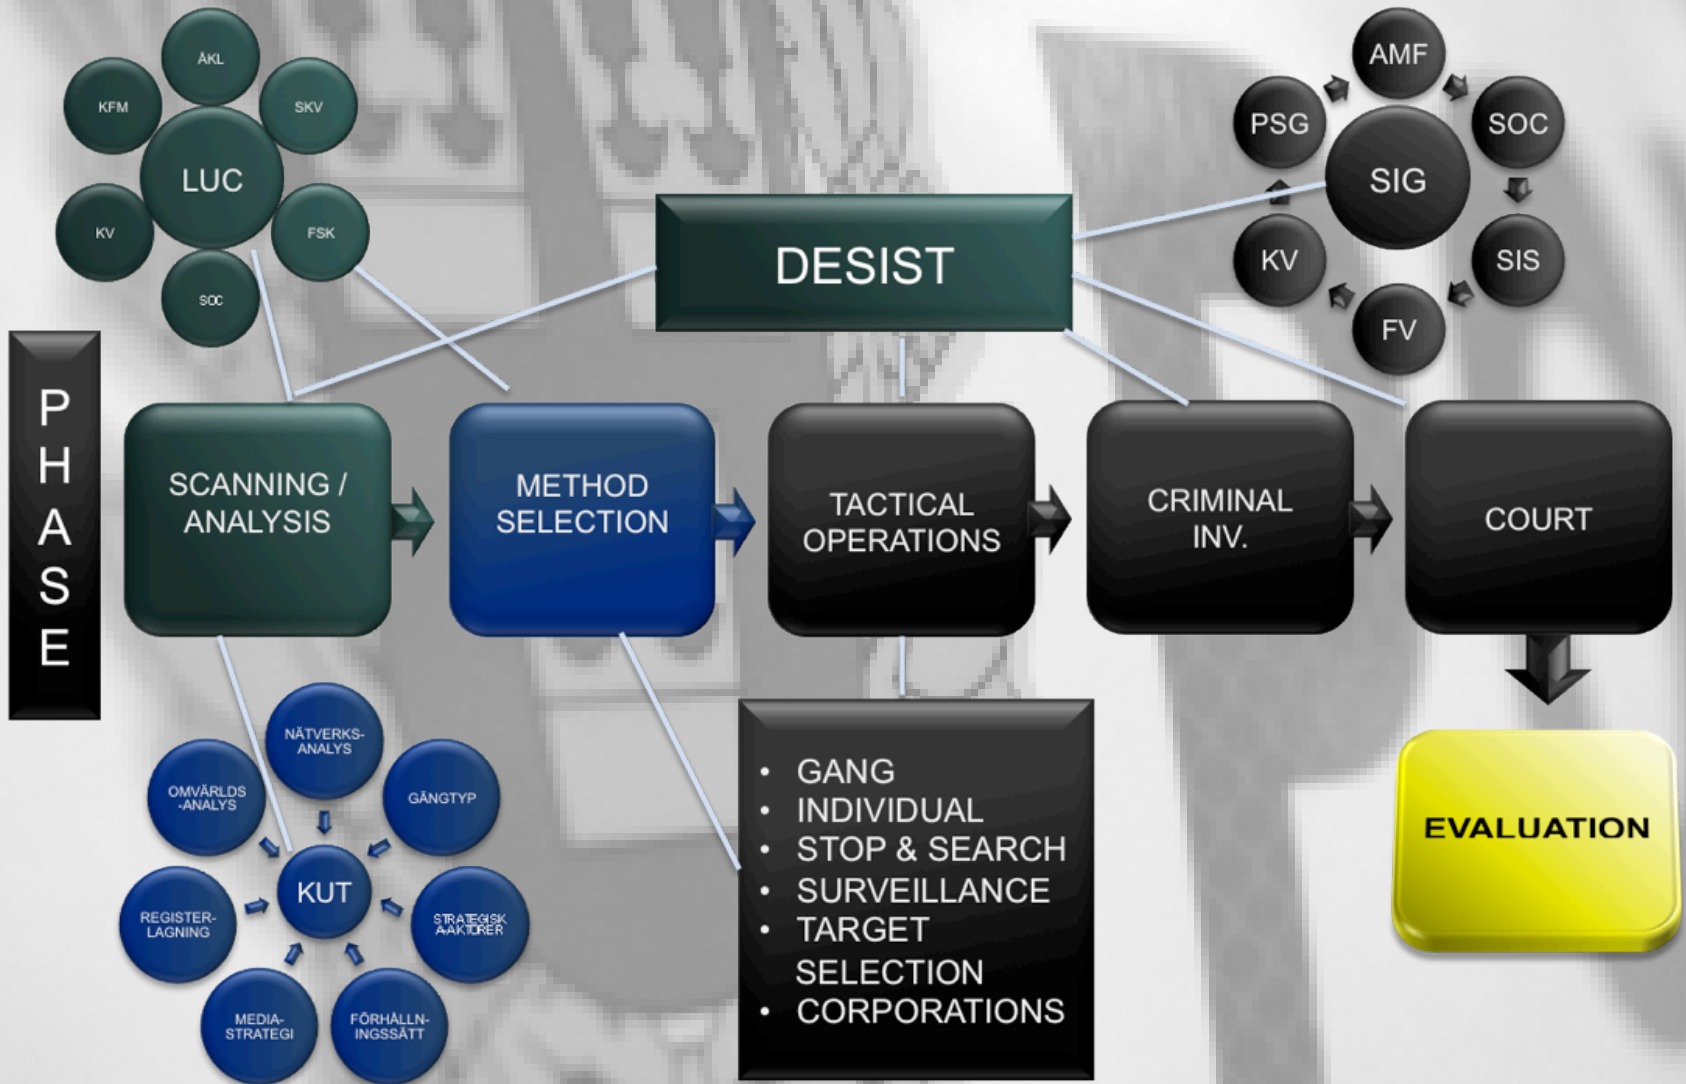 ÅKL
KFM
SKV
LUC
KV
FSK
SOC
AMF
PSG
SOC
SIG
KV
SIS
FV
DESIST
P
H
A
S
E
SCANNING /
ANALYSIS
METHOD
SELECTION
TACTICAL
OPERATIONS
CRIMINAL
INV.
COURT
NÄTVERKS-
ANALYS
OMVÄRLDS
-ANALYS
GÄNGTYP
KUT
REGISTER-
LAGNING
STRATEGISK
A-AKTÖRER
MEDIA-
STRATEGI
FÖRHÅLLN-
INGSSÄTT
• GANG
• INDIVIDUAL
• STOP & SEARCH
• SURVEILLANCE
• TARGET
SELECTION
• CORPORATIONS
EVALUATION